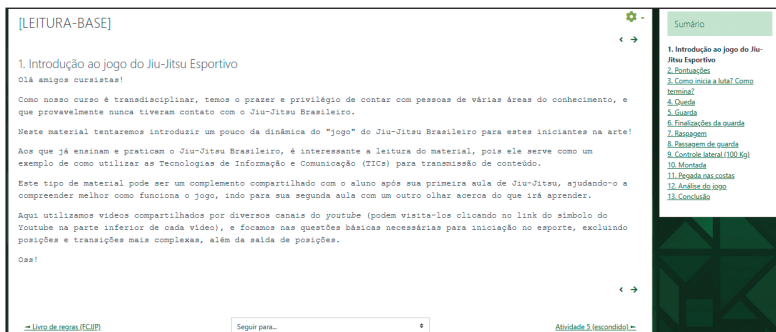 [LEITURA-BASE]
1. Introdução ao jogo do Jiu-Jitsu Esportivo
Olá amigos cursistas!
Como nosso curso é transdisciplinar, temos o prazer e privilégio de contar com pessoas de várias áreas do conhecimento, e
que provavelmente nunca tiveram contato com o Jiu-Jitsu Brasileiro.
Neste material tentaremos introduzir um pouco da dinâmica do "jogo" do Jiu-Jitsu Brasileiro para estes iniciantes na arte!
Aos que já ensinam e praticam o Jiu-Jitsu Brasileiro, é interessante a leitura do material, pois ele serve como um
exemplo de como utilizar as Tecnologias de Informação e Comunicação (TICs) para transmissão de conteúdo.
Este tipo de material pode ser um complemento compartilhado com o aluno após sua primeira aula de Jiu-Jitsu, ajudando-o a
compreender melhor como funciona o jogo, indo para sua segunda aula com um outro olhar acerca do que irá aprender.
Aqui utilizamos vídeos compartilhados por diversos canais do youtube (podem visita-los clicando no link do símbolo do
Youtube na parte inferior de cada vídeo), e focamos nas questões básicas necessárias para iniciação no esporte, excluindo
posições e transições mais complexas, além da saída de posições.
Oss!
Livro de regras (FCJJP)
Seguir para...
Atividade 5 (escondido)
Sumário
1. Introdução ao jogo do Jiu-
Jitsu Esportivo
2. Pontuações
3. Como inicia a luta? Como
termina?
4. Queda
5. Guarda
6. Finalizações da guarda
7. Raspagem
8. Passagem de guarda
9. Controle lateral (100 Kg)
10. Montada
11. Pegada nas costas
12. Análise do jogo
13. Conclusão